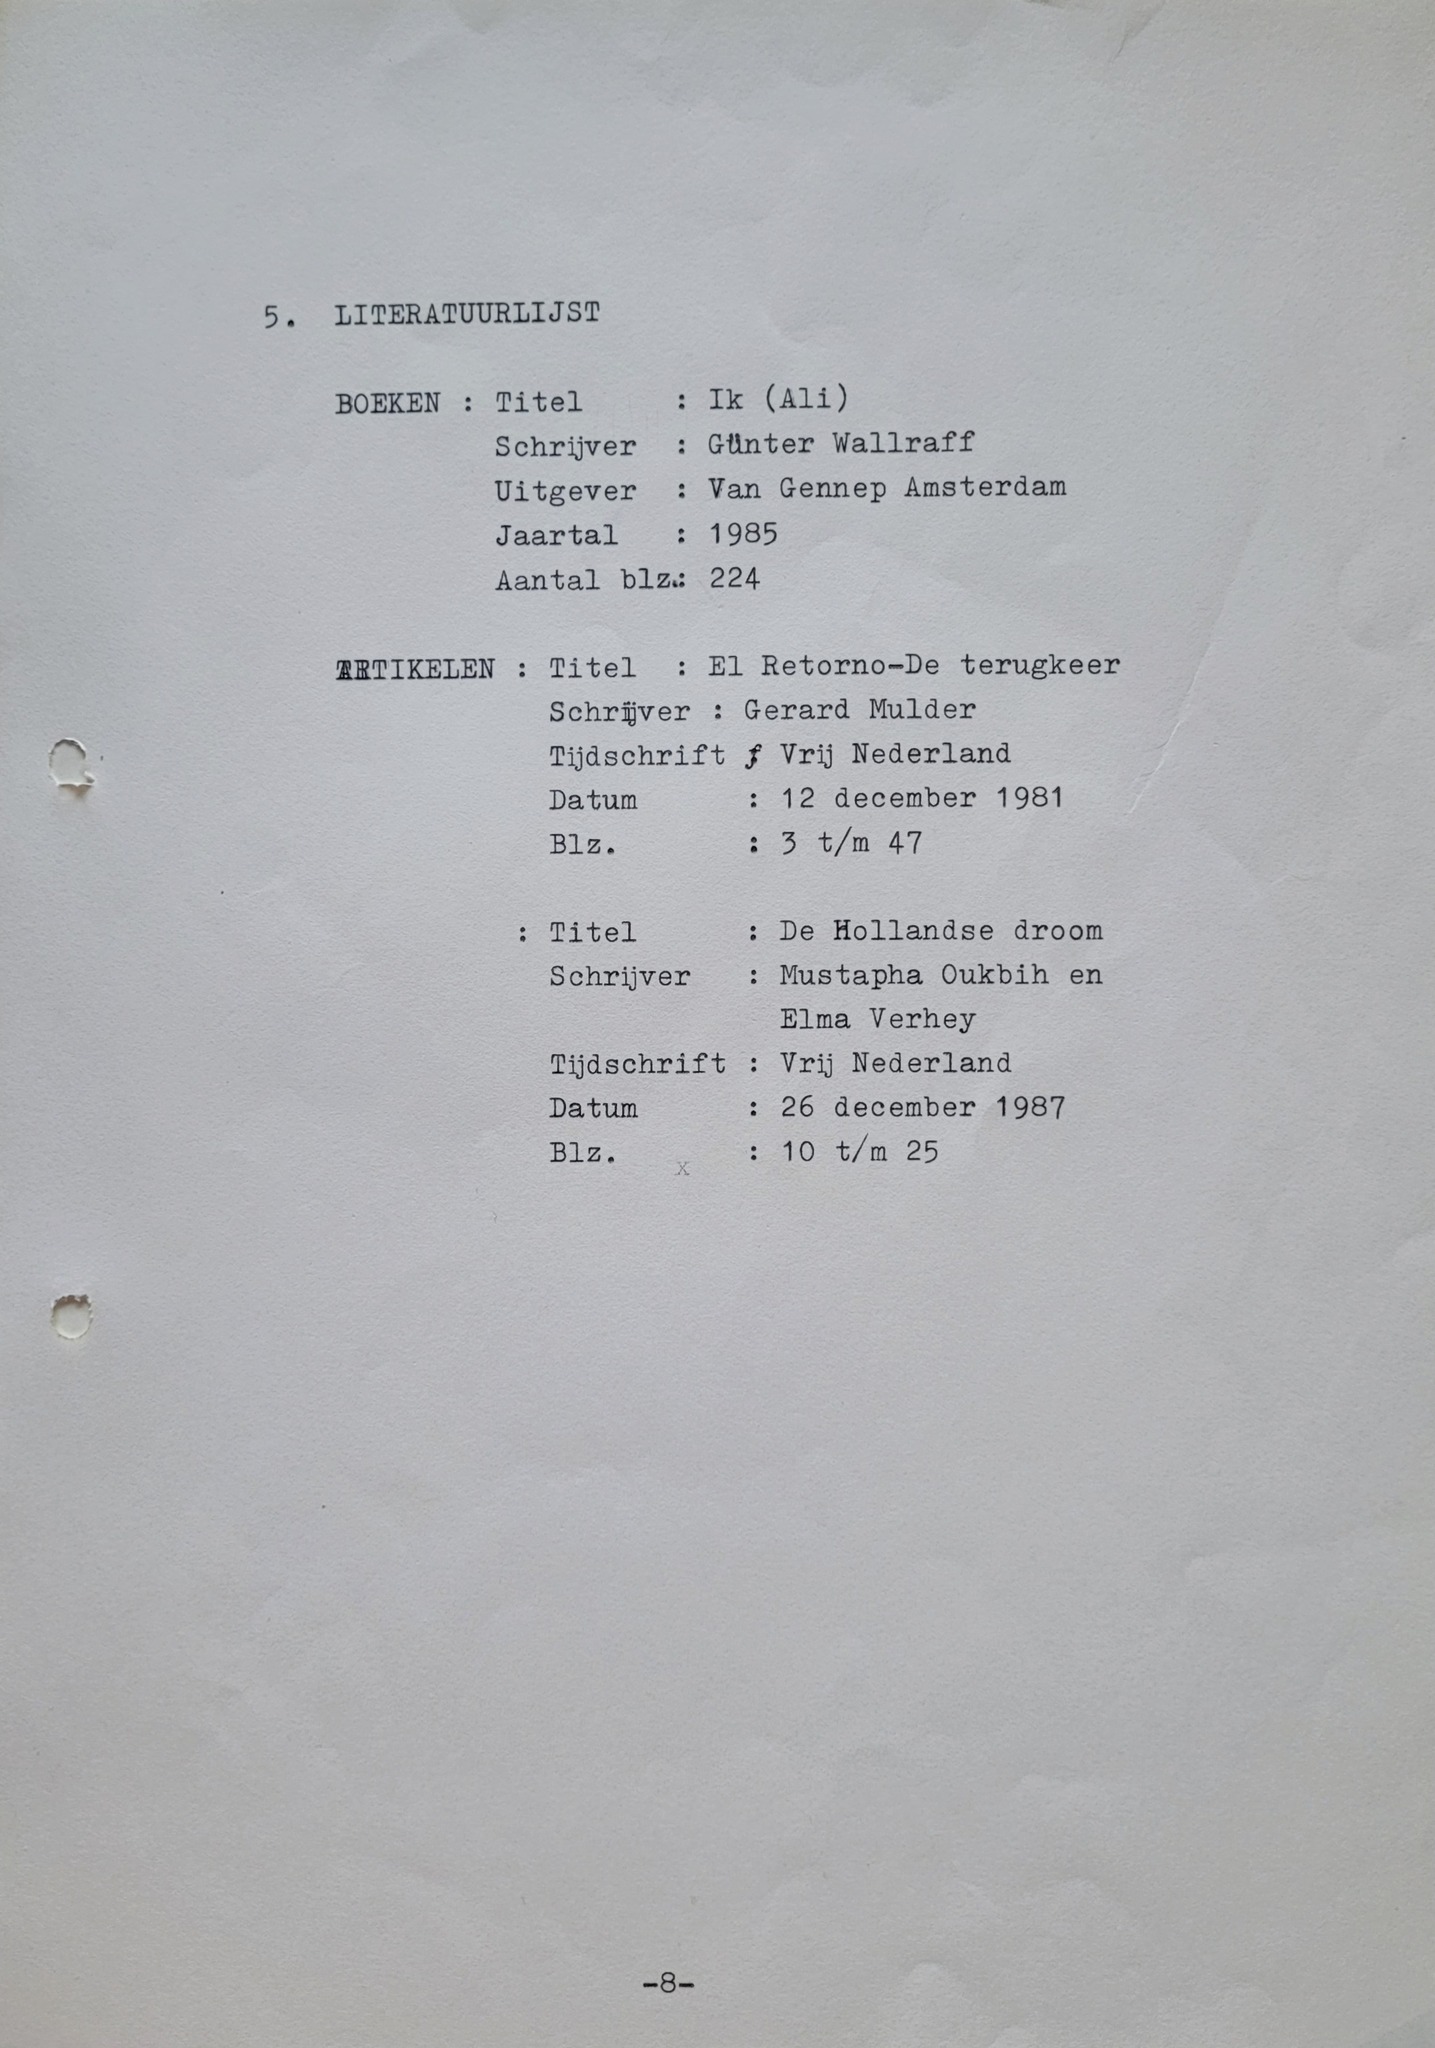 5. LITERATUURLIJST
BOEKEN : Titel : Ik (Ali)
Schrijver : Günter Wallraff
Uitgever : Van Gennep Amsterdam
Jaartal : 1985
Aantal blz.: 224
ARTIKELEN : Titel : El Retorno-De terugkeer
Schrijver : Gerard Mulder
Tijdschrift : Vrij Nederland
Datum : 12 december 1981
Blz. : 3 t/m 47
: Titel : De Hollandse droom
Schrijver : Mustapha Oukbih en
Elma Verhey
Tijdschrift : Vrij Nederland
Datum : 26 december 1987
Blz. x : 10 t/m 25
-8-